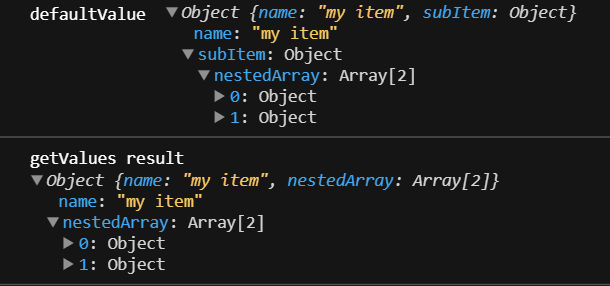 defaultValue ▼Object {name: "my item", subItem: Object}
name: "my item"
▼subItem: Object
▼nestedArray: Array[2]
▶0: Object
▶1: Object
getValues result
▼Object {name: "my item", nestedArray: Array[2]}
name: "my item"
▼nestedArray: Array[2]
▶0: Object
▶1: Object